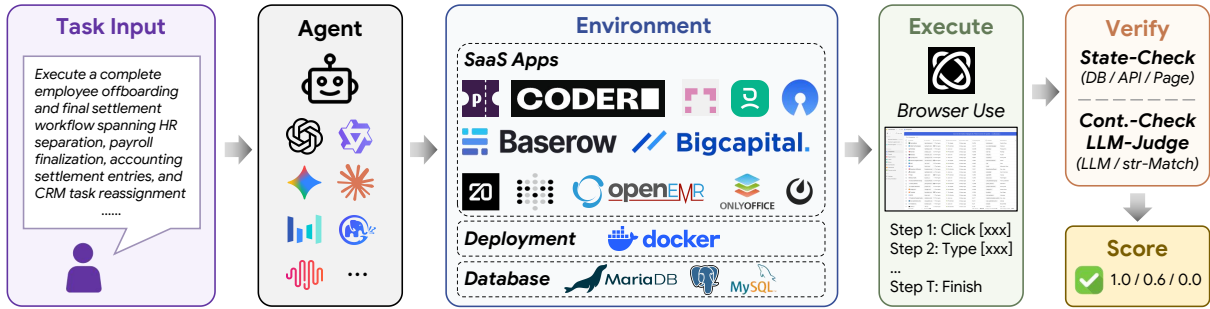 Task Input
Execute a complete
employee offboarding
and final settlement
workflow spanning HR
separation, payroll
finalization, accounting
settlement entries, and
CRM task reassignment
......
Agent
...
Environment
SaaS Apps
p
CODER
Baserow
Bigcapital.
20
openEMR
ONLYOFFICE
Deployment
docker
Database
MariaDB
MySQL
Execute
Browser Use
Step 1: Click [xxx]
Step 2: Type [xxx]
...
Step T: Finish
Verify
State-Check
(DB / API / Page)
Cont.-Check
LLM-Judge
(LLM / str-Match)
Score
1.0 / 0.6 / 0.0